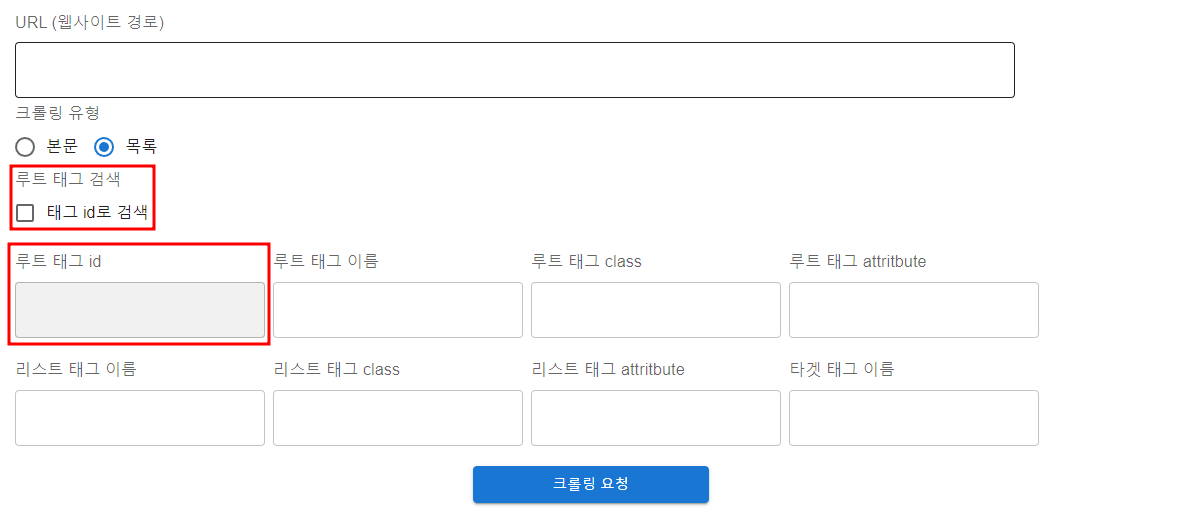 URL (웹사이트 경로)
크롤링 유형
본문 목록
루트 태그 검색
태그 id로 검색
루트 태그 id 루트 태그 이름 루트 태그 class 루트 태그 attritbute
리스트 태그 이름 리스트 태그 class 리스트 태그 attritbute 타겟 태그 이름
크롤링 요청